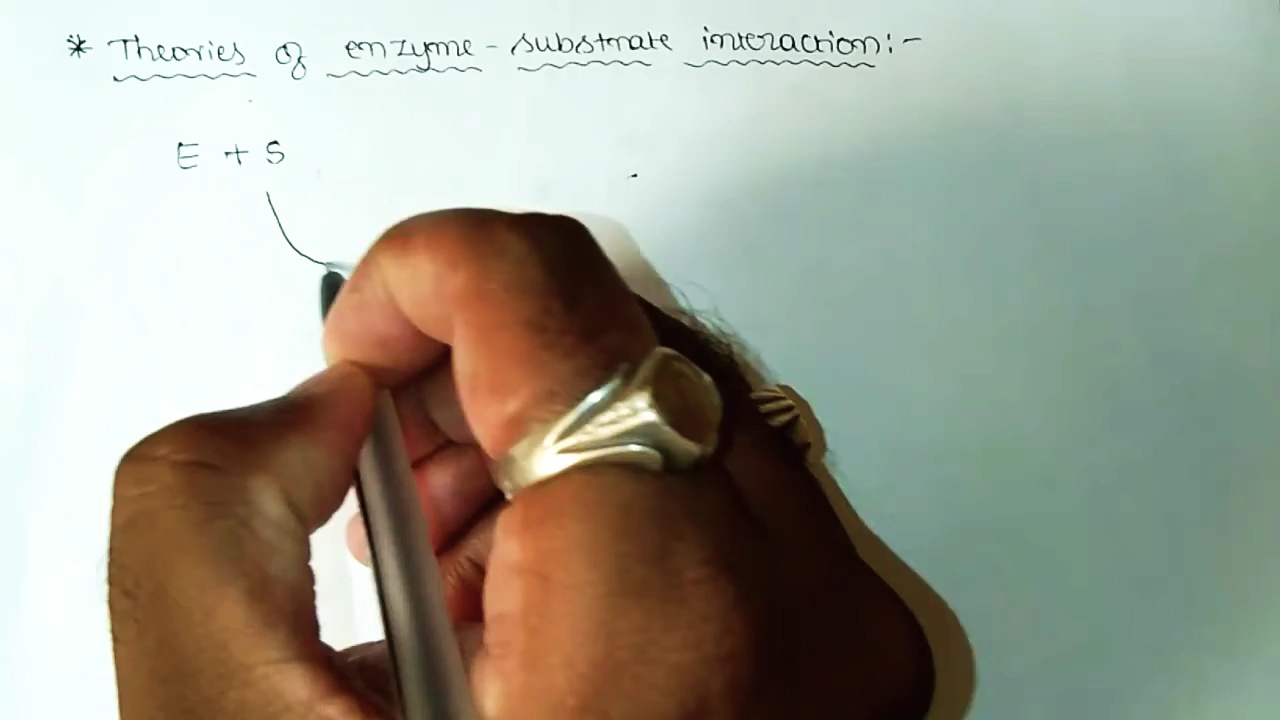 * Theories of enzyme - substrate interaction:-
E + S